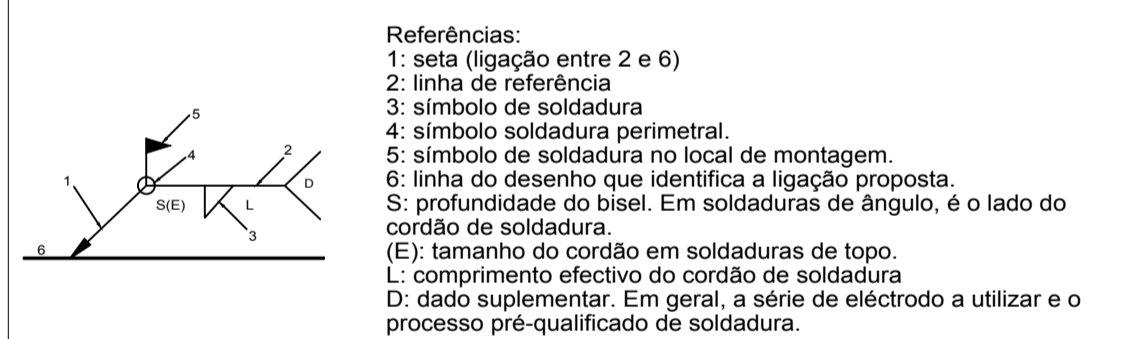 Referências:
1: seta (ligação entre 2 e 6)
2: linha de referência
3: símbolo de soldadura
4: símbolo soldadura perimetral.
5: símbolo de soldadura no local de montagem.
6: linha do desenho que identifica a ligação proposta.
S: profundidade do bisel. Em soldaduras de ângulo, é o lado do
cordão de soldadura.
(E): tamanho do cordão em soldaduras de topo.
L: comprimento efectivo do cordão de soldadura
D: dado suplementar. Em geral, a série de eléctrodo a utilizar e o
processo pré-qualificado de soldadura.
5
4
2
1
D
S(E)
L
3
6